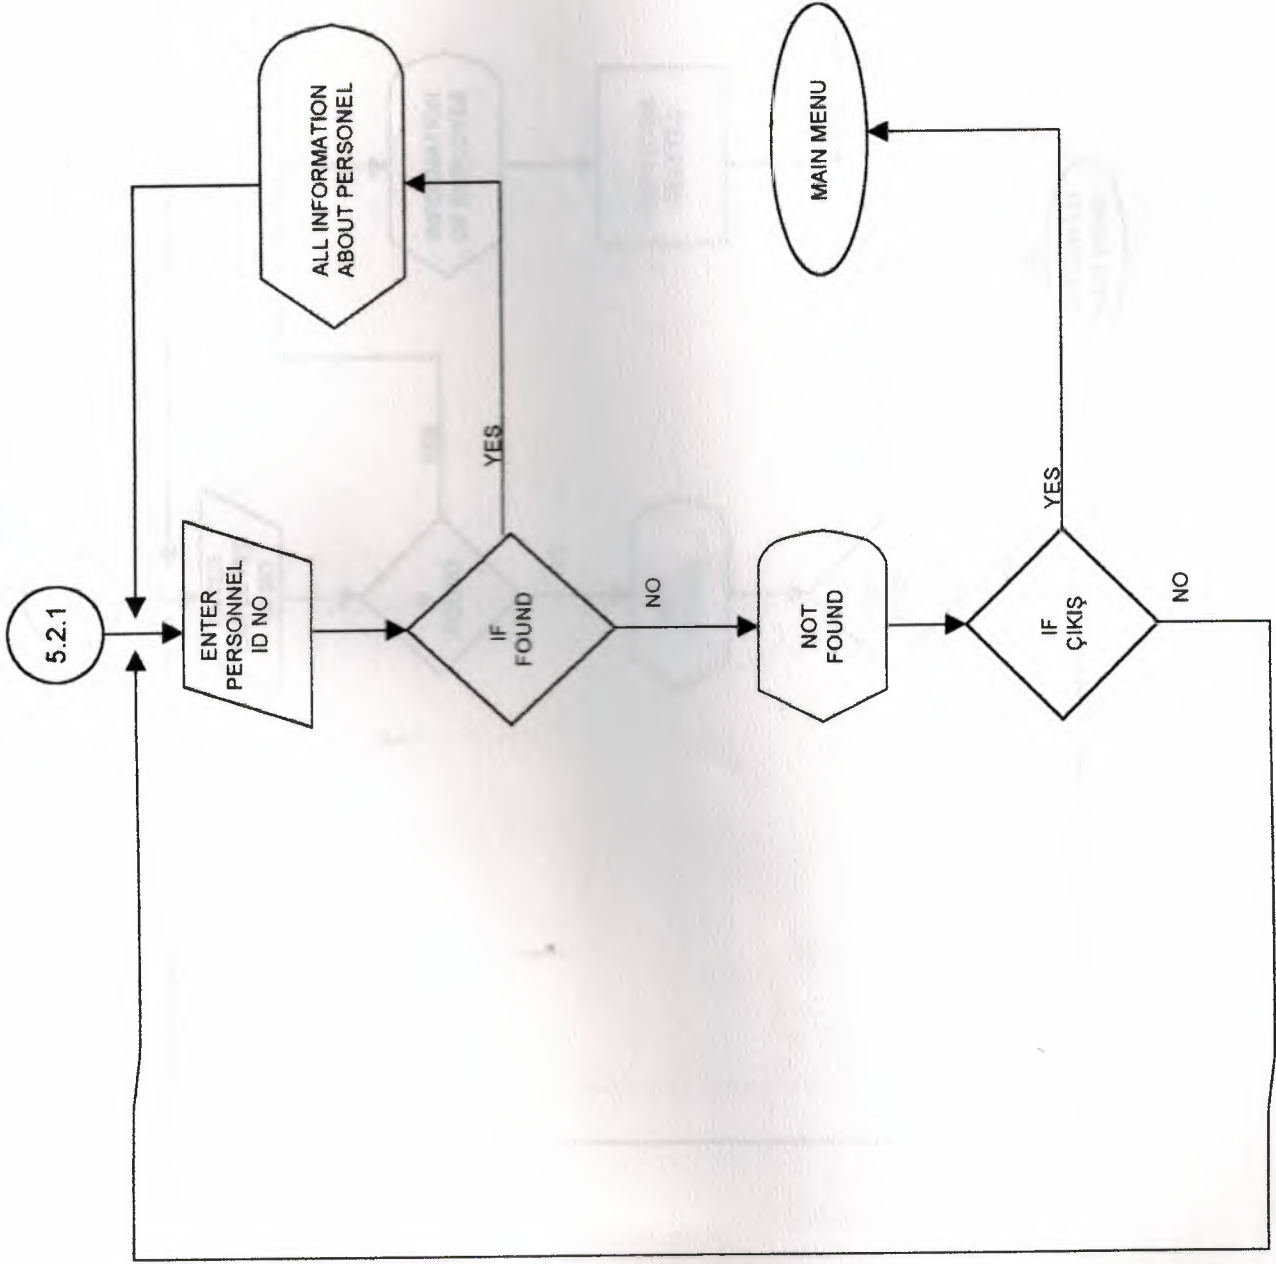 5.2.1
ENTER
PERSONNEL
ID NO
ALL INFORMATION
ABOUT PERSONEL
IF
FOUND
YES
NO
NOT
FOUND
MAIN MENU
IF
ÇIKIŞ
YES
NO